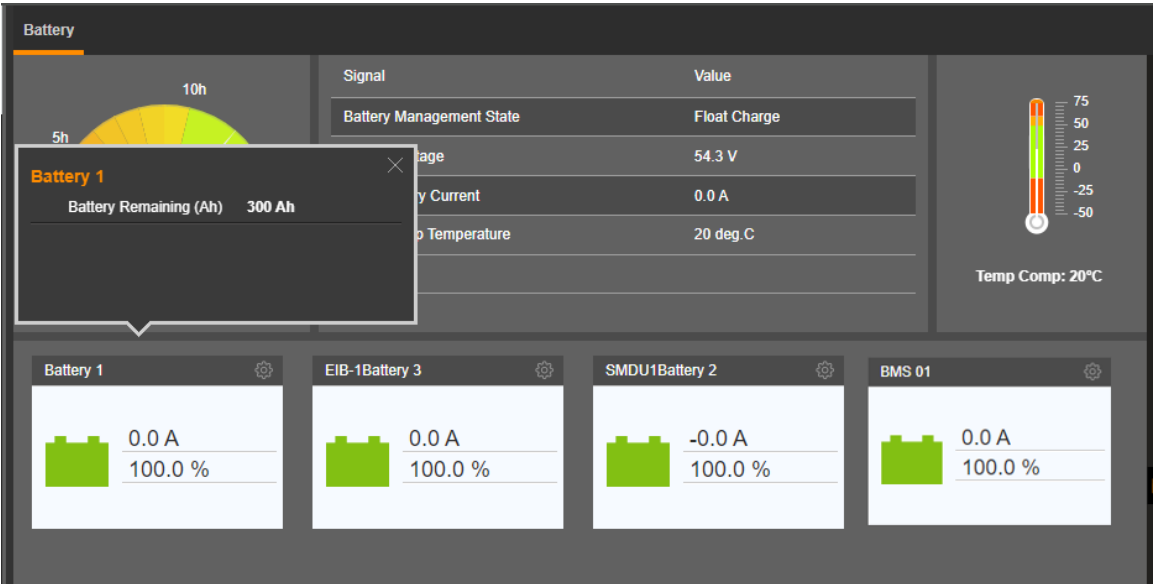 Battery
10h
5h
Signal Value
Battery Management State Float Charge
tage 54.3 V
y Current 0.0 A
o Temperature 20 deg.C
Battery 1
Battery Remaining (Ah) 300 Ah
75
50
25
0
-25
-50
Temp Comp: 20°C
Battery 1
0.0 A
100.0 %
EIB-1Battery 3
0.0 A
100.0 %
SMDU1Battery 2
-0.0 A
100.0 %
BMS 01
0.0 A
100.0 %